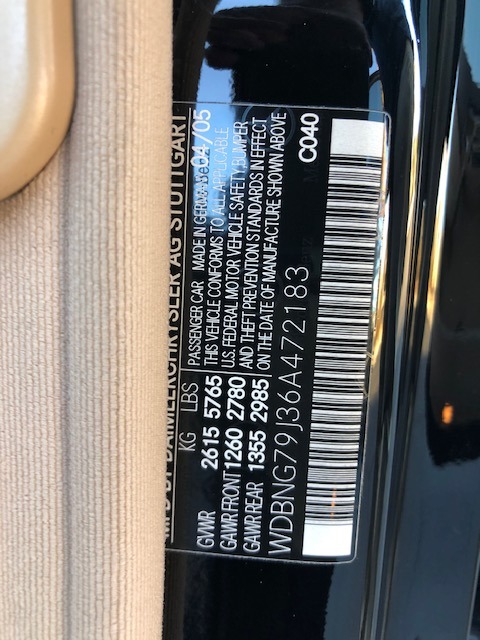 MFD BY DAIMLERCHRYSLER AG STUTTGART
KG LBS PASSENGER CAR MADE IN GERMANY 04/05
GVWR 2615 5765 THIS VEHICLE CONFORMS TO ALL APPLICABLE
GAWR FRONT 1260 2780 U.S. FEDERAL MOTOR VEHICLE SAFETY, BUMPER
GAWR REAR 1355 2985 AND THEFT PREVENTION STANDARDS IN EFFECT
ON THE DATE OF MANUFACTURE SHOWN ABOVE
WDBNG79J36A472183 C040